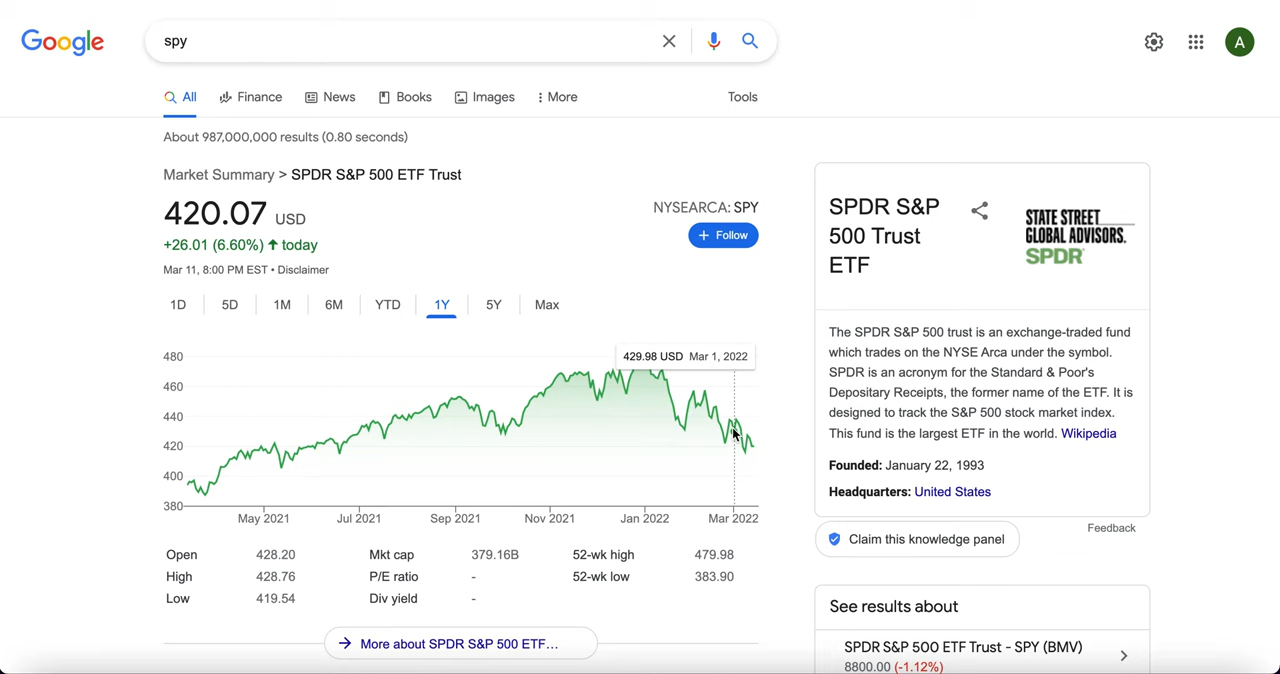 Google
spy
All Finance News Books Images More Tools
About 987,000,000 results (0.80 seconds)
Market Summary > SPDR S&P 500 ETF Trust
420.07 USD
NYSEARCA: SPY
+26.01 (6.60%) today
+ Follow
Mar 11, 8:00 PM EST • Disclaimer
1D 5D 1M 6M YTD 1Y 5Y Max
429.98 USD Mar 1, 2022
480
460
440
420
400
380
May 2021 Jul 2021 Sep 2021 Nov 2021 Jan 2022 Mar 2022
Open 428.20 Mkt cap 379.16B 52-wk high 479.98
High 428.76 P/E ratio - 52-wk low 383.90
Low 419.54 Div yield -
More about SPDR S&P 500 ETF…
A
SPDR S&P
500 Trust
ETF
STATE STREET
GLOBAL ADVISORS.
SPDR
The SPDR S&P 500 trust is an exchange-traded fund
which trades on the NYSE Arca under the symbol.
SPDR is an acronym for the Standard & Poor's
Depositary Receipts, the former name of the ETF. It is
designed to track the S&P 500 stock market index.
This fund is the largest ETF in the world. Wikipedia
Founded: January 22, 1993
Headquarters: United States
Feedback
Claim this knowledge panel
See results about
SPDR S&P 500 ETF Trust - SPY (BMV)
8800.00 (-1.12%)